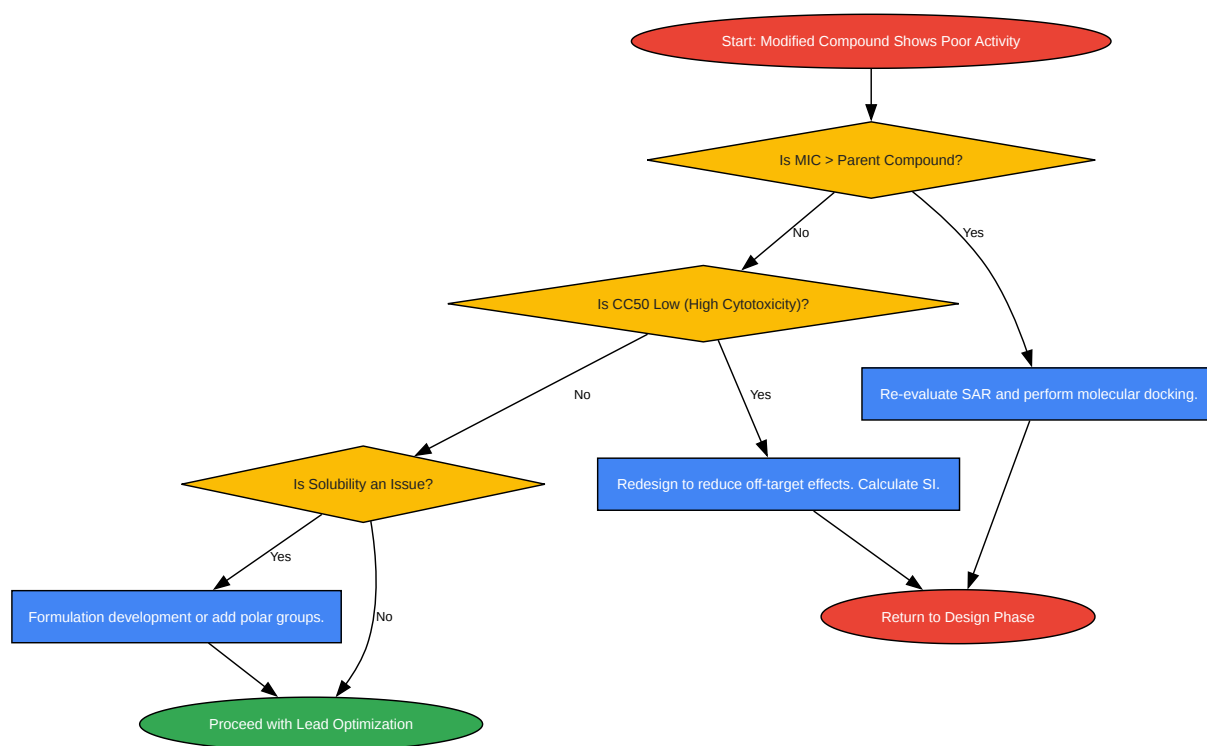 Start: Modified Compound Shows Poor Activity
Is MIC > Parent Compound?
No
Yes
Is CC50 Low (High Cytotoxicity)?
No
Yes
Re-evaluate SAR and perform molecular docking.
Is Solubility an Issue?
Redesign to reduce off-target effects. Calculate SI.
Yes
No
Formulation development or add polar groups.
Return to Design Phase
Proceed with Lead Optimization